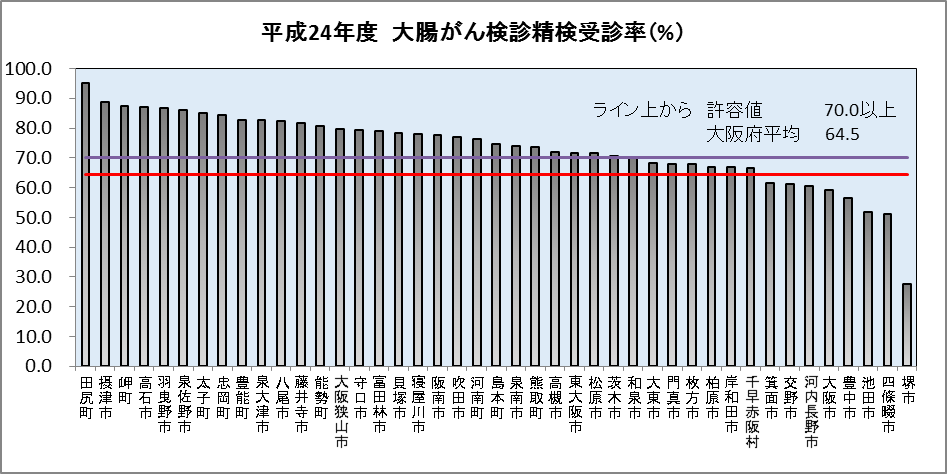 平成24年度 大腸がん検診精検受診率(%)
100.0
90.0
80.0
70.0
60.0
50.0
40.0
30.0
20.0
10.0
0.0
ライン上から 許容値 70.0以上
大阪府平均 64.5
田尻町
摂津市
岬町
高石市
羽曳野市
泉佐野市
太子町
忠岡町
豊能町
泉大津市
八尾市
藤井寺市
能勢町
大阪狭山市
守口市
富田林市
貝塚市
寝屋川市
阪南市
吹田市
河南町
島本町
泉南市
熊取町
高槻市
東大阪市
松原市
茨木市
和泉市
大東市
門真市
枚方市
柏原市
岸和田市
千早赤阪村
箕面市
交野市
河内長野市
大阪市
豊中市
池田市
四條畷市
堺市